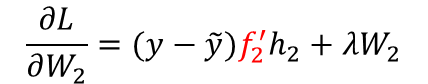 ∂L/∂W₂ = (y − ỹ)f₂′h₂ + λW₂